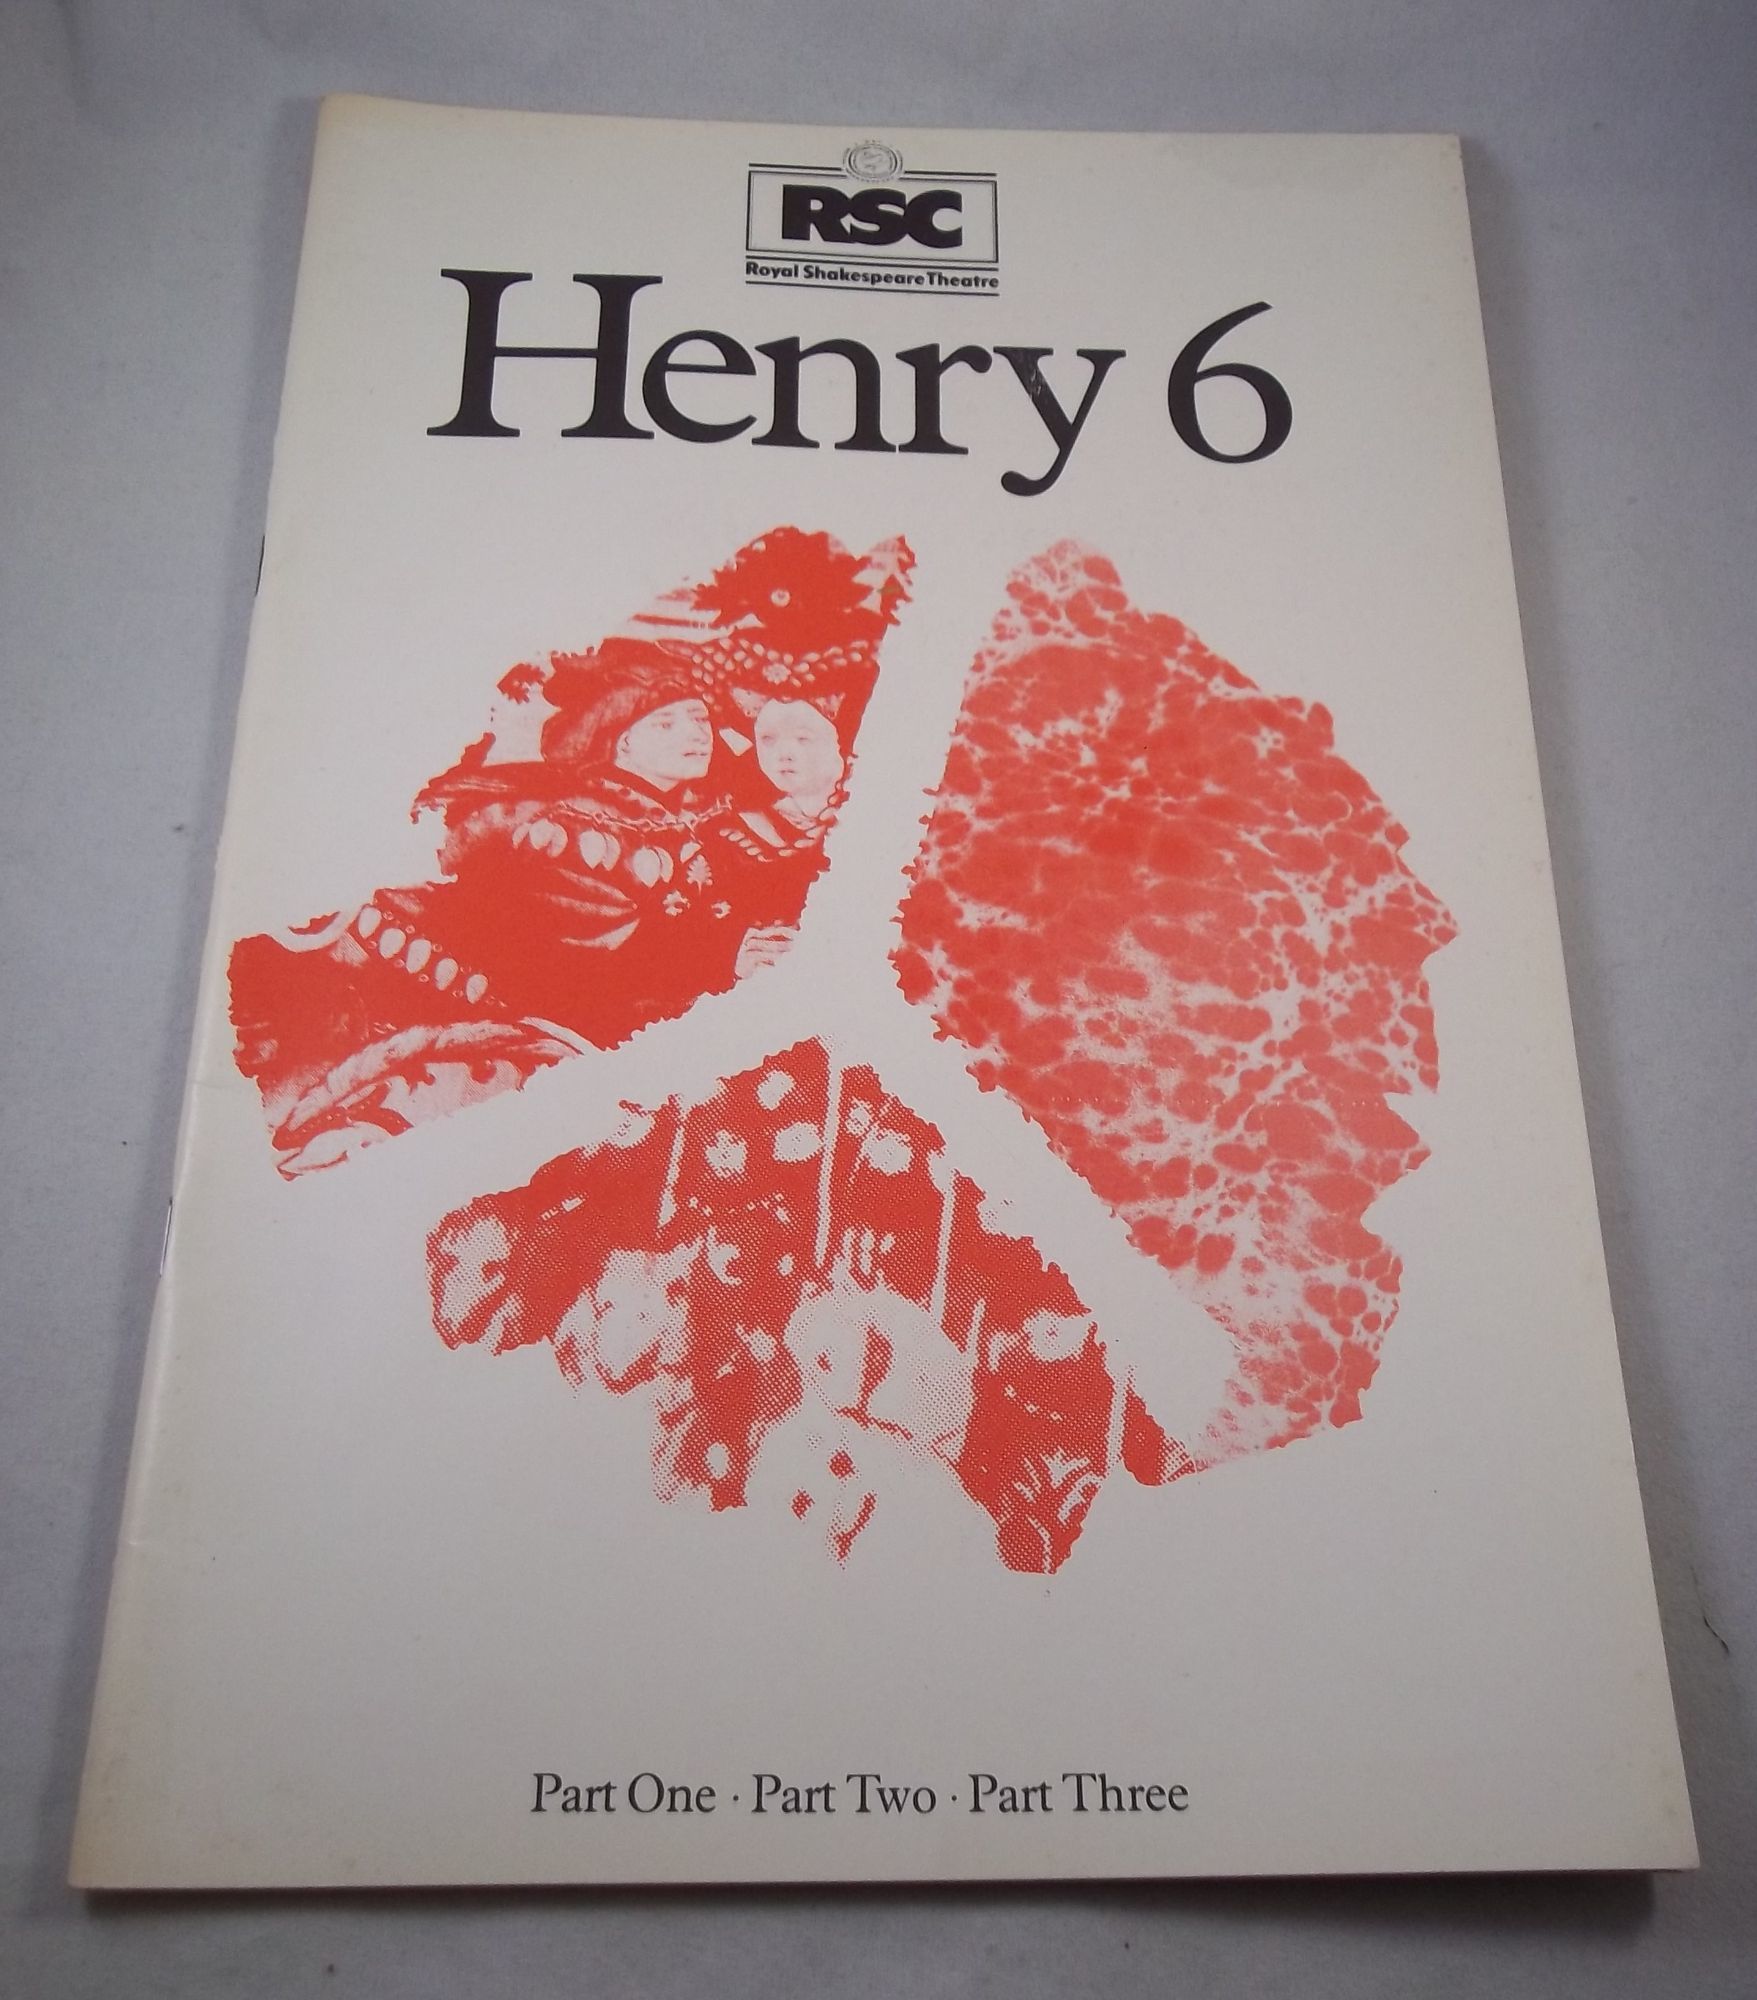 RSC
Royal Shakespeare Theatre
Henry 6
Part One · Part Two · Part Three